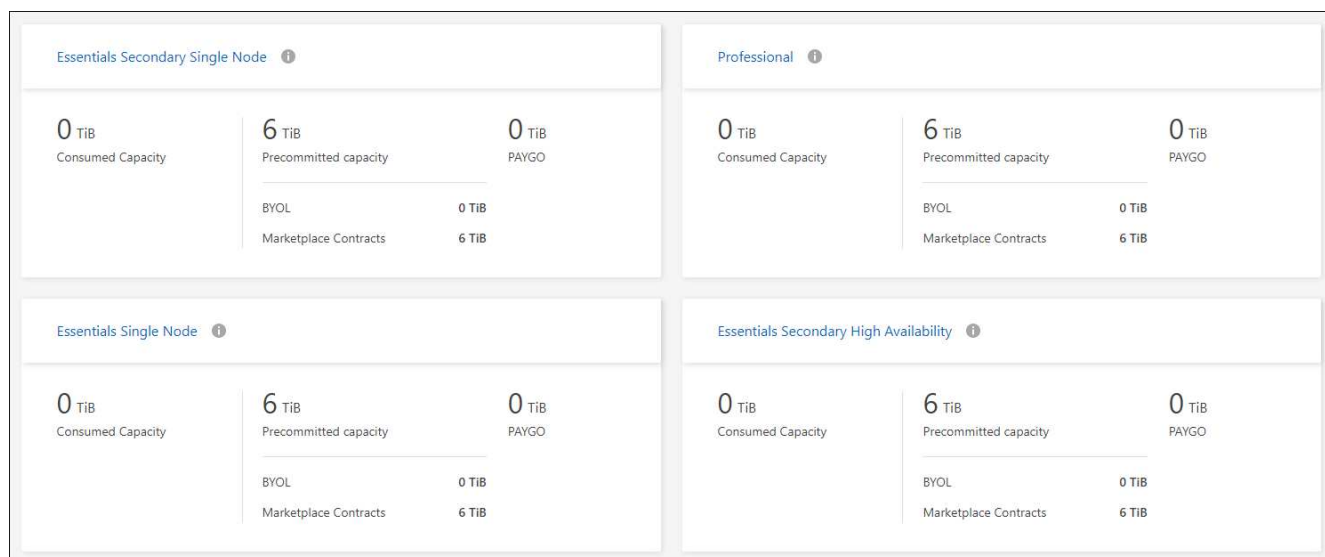 Essentials Secondary Single Node
0 TiB
Consumed Capacity
6 TiB
Precommitted capacity
BYOL 0 TiB
Marketplace Contracts 6 TiB
0 TiB
PAYGO
Professional
0 TiB
Consumed Capacity
6 TiB
Precommitted capacity
BYOL 0 TiB
Marketplace Contracts 6 TiB
0 TiB
PAYGO
Essentials Single Node
0 TiB
Consumed Capacity
6 TiB
Precommitted capacity
BYOL 0 TiB
Marketplace Contracts 6 TiB
0 TiB
PAYGO
Essentials Secondary High Availability
0 TiB
Consumed Capacity
6 TiB
Precommitted capacity
BYOL 0 TiB
Marketplace Contracts 6 TiB
0 TiB
PAYGO